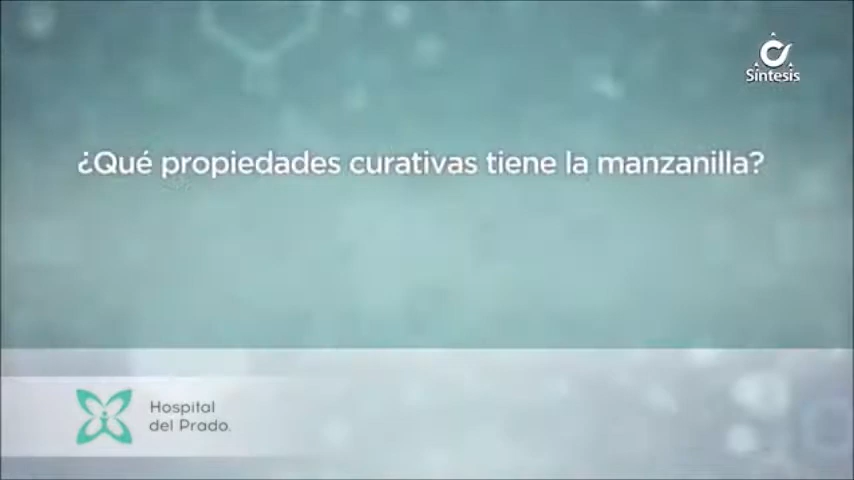 Síntesis
¿Qué propiedades curativas tiene la manzanilla?
Hospital
del Prado.